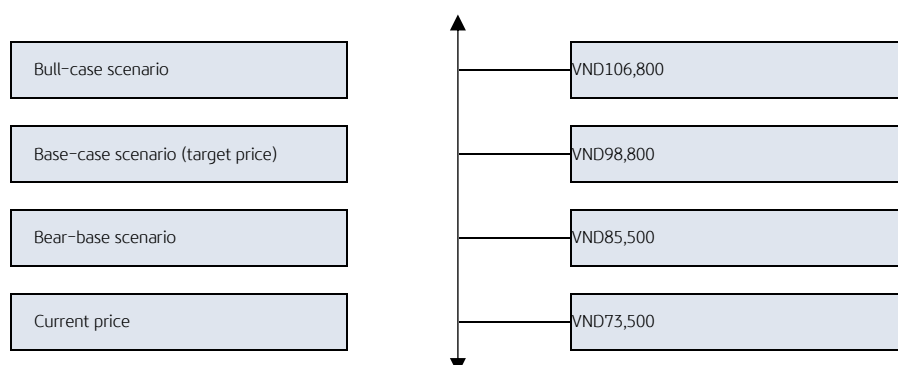 Bull-case scenario
VND106,800
Base-case scenario (target price)
VND98,800
Bear-base scenario
VND85,500
Current price
VND73,500